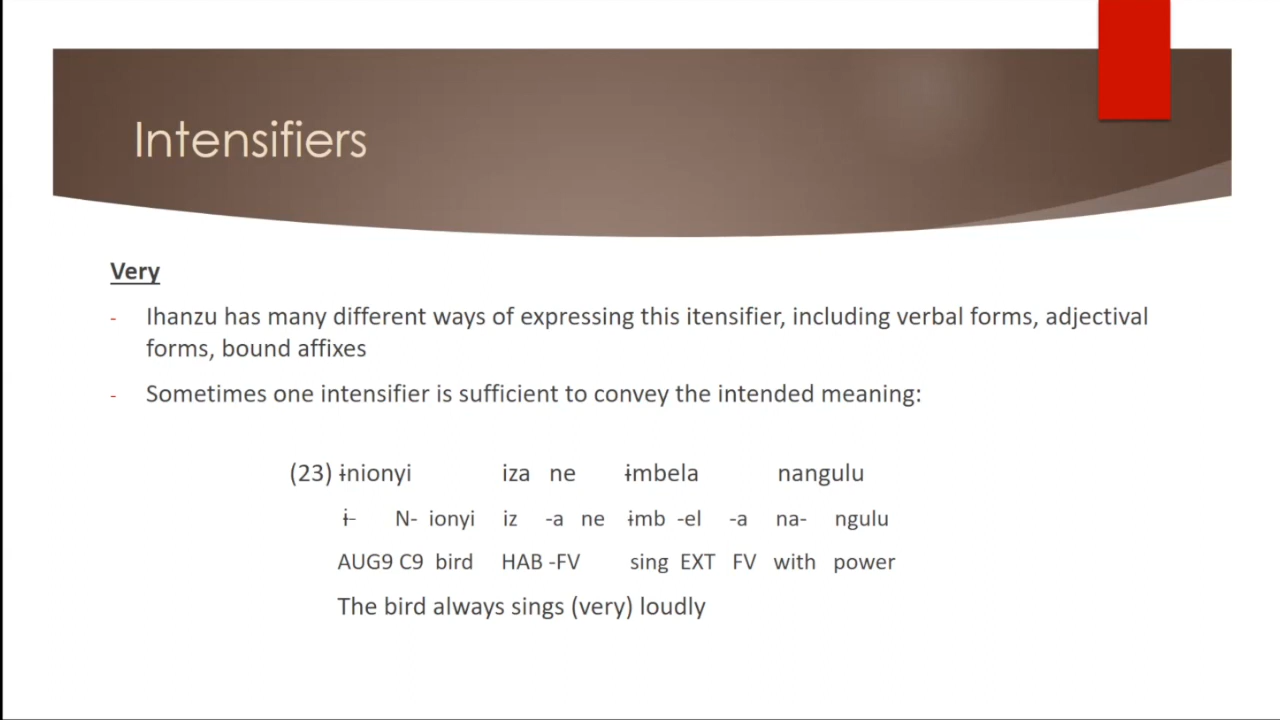 Intensifiers
Very
- Ihanzu has many different ways of expressing this itensifier, including verbal forms, adjectival
forms, bound affixes
- Sometimes one intensifier is sufficient to convey the intended meaning:
(23) ɨnionyi iza ne ɨmbela nangulu
ɨ- N- ionyi iz -a ne ɨmb -el -a na- ngulu
AUG9 C9 bird HAB -FV sing EXT FV with power
The bird always sings (very) loudly